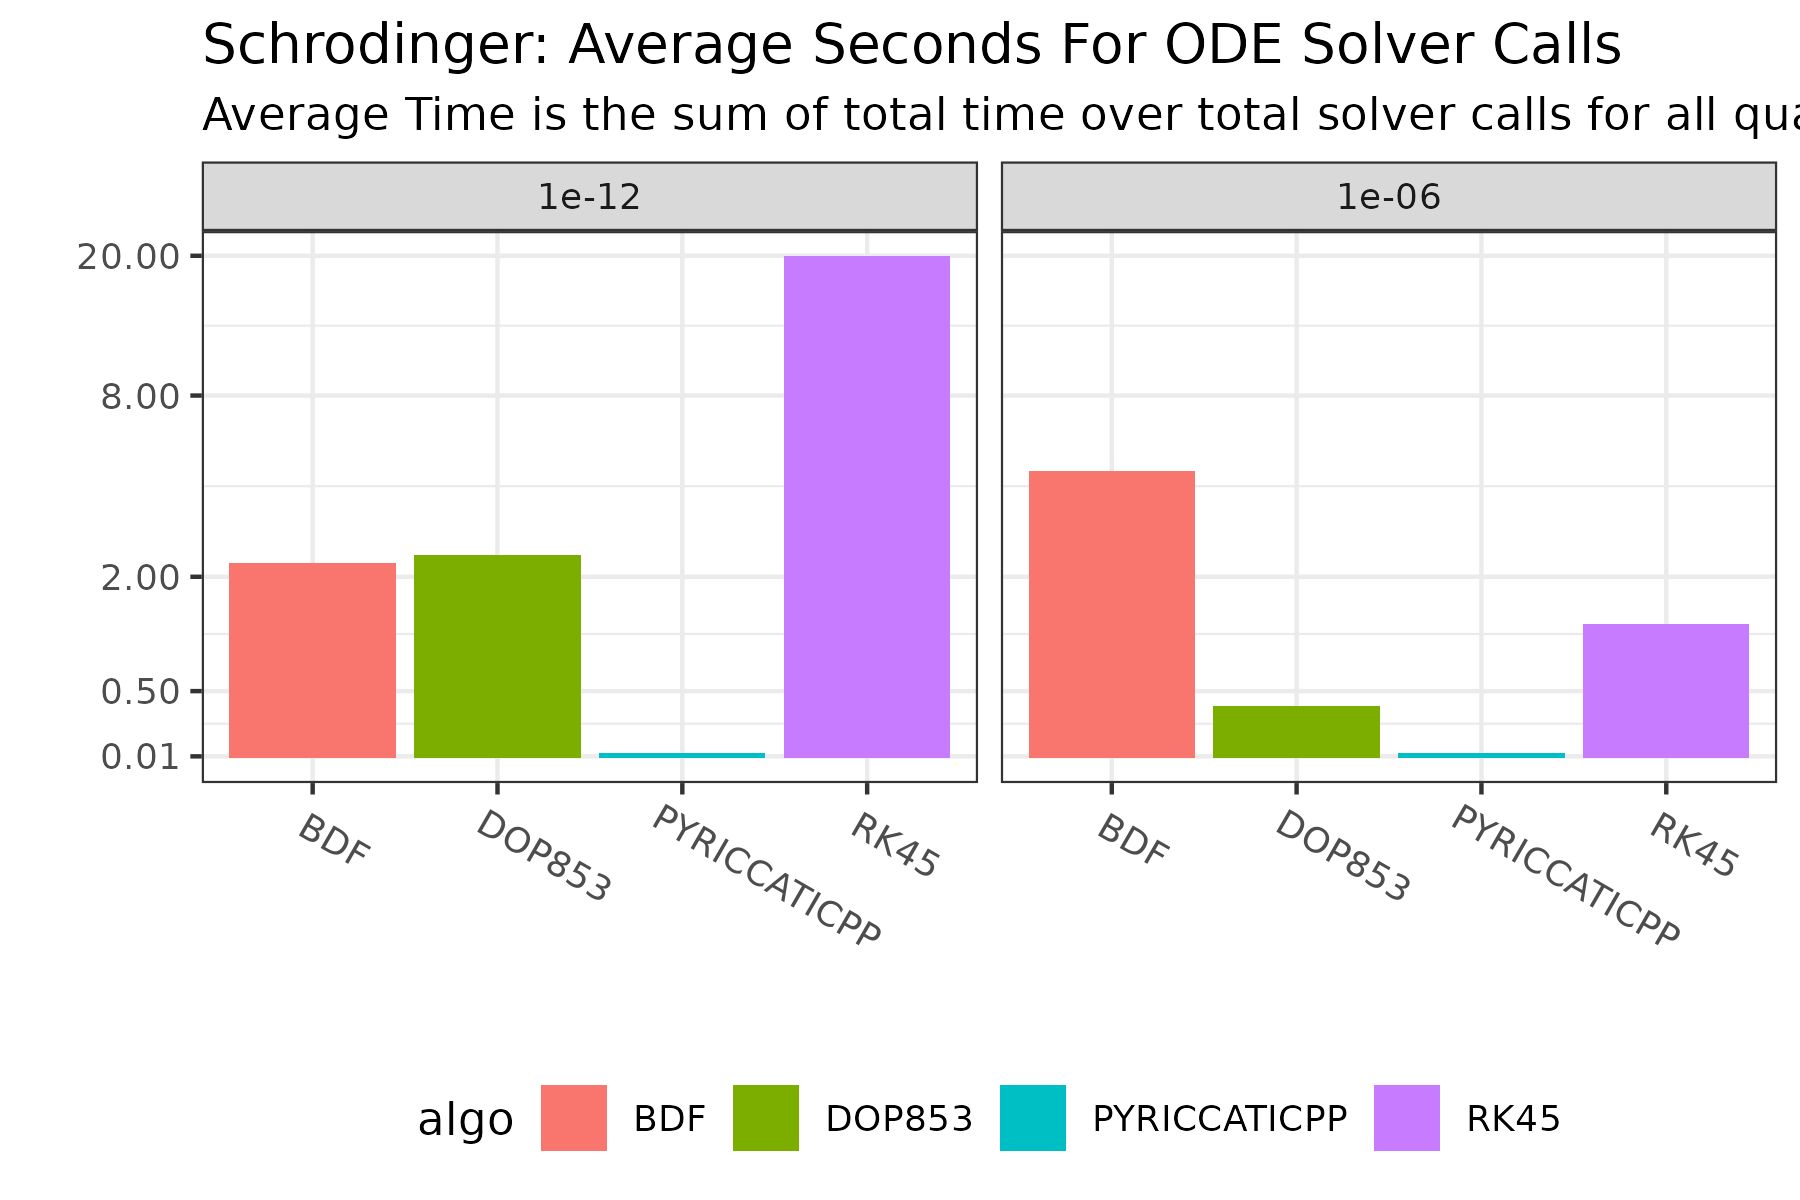 Schrodinger: Average Seconds For ODE Solver Calls
Average Time is the sum of total time over total solver calls for all
1e-12
1e-06
20.00
8.00
2.00
0.50
0.01
BDF
DOP853
PYRICCATICPP
RK45
BDF
DOP853
PYRICCATICPP
RK45
algo
BDF
DOP853
PYRICCATICPP
RK45